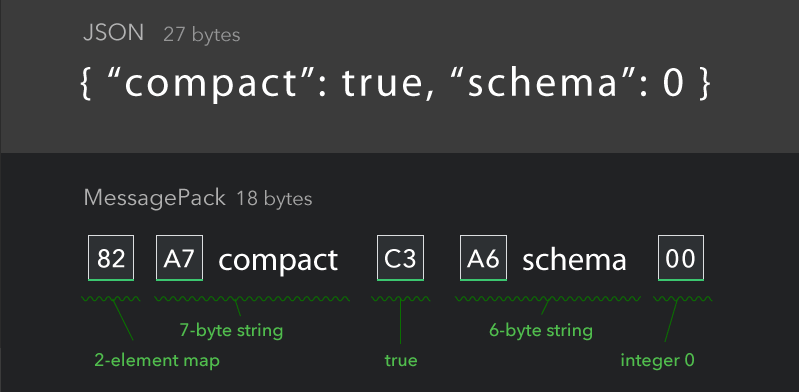 JSON 27 bytes
{ “compact”: true, “schema”: 0 }
MessagePack 18 bytes
82 A7 compact C3 A6 schema 00
7-byte string 6-byte string
2-element map true integer 0